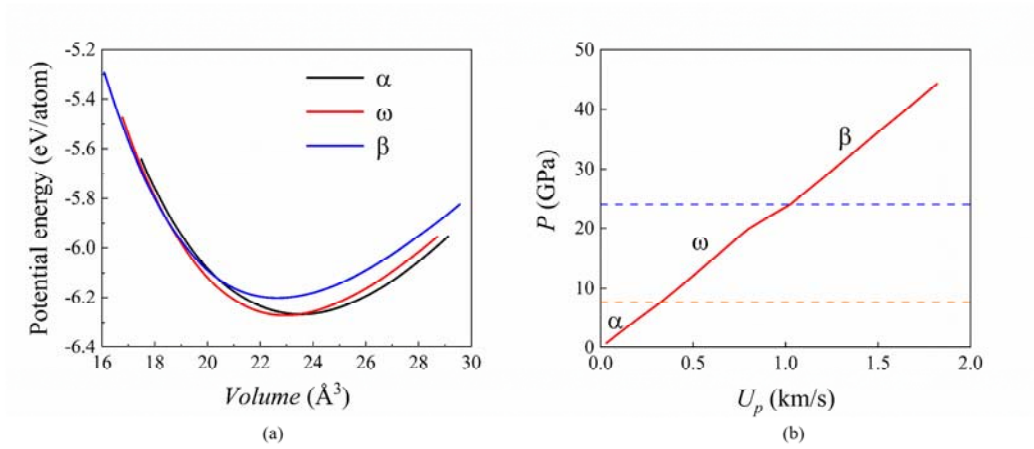 -5.2
-5.4
-5.6
-5.8
-6.0
-6.2
-6.4
16 18 20 22 24 26 28 30
Potential energy (eV/atom)
Volume (Å³)
α
ω
β
(a)
50
40
30
20
10
0
0.0 0.5 1.0 1.5 2.0
P (GPa)
Uₚ (km/s)
β
ω
α
(b)